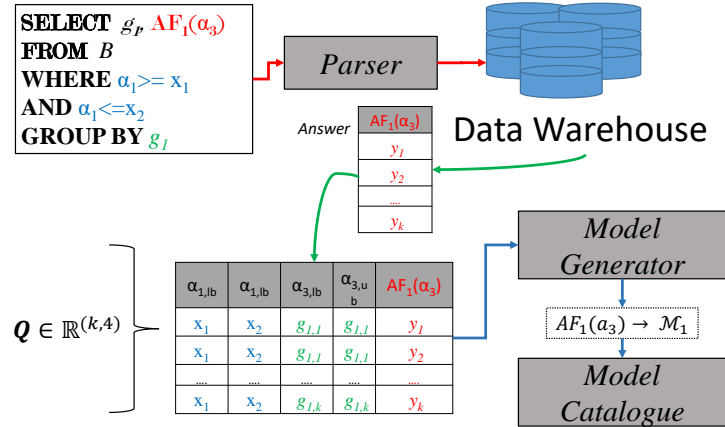 SELECT g₁, AF₁(α₃)
FROM B
WHERE α₁>= x₁
AND α₁<=x₂
GROUP BY g₁
Parser
Data Warehouse
Answer
AF₁(α₃)
y₁
y₂
....
yₖ
Q ∈ ℝ^(k,4)
α₁,lb α₁,lb α₃,lb α₃,u b AF₁(α₃)
x₁ x₂ g₁,₁ g₁,₁ y₁
x₁ x₂ g₁,₁ g₁,₁ y₂
.... .... .... .... ....
x₁ x₂ g₁,ₖ g₁,ₖ yₖ
Model
Generator
AF₁(a₃) → ℳ₁
Model
Catalogue